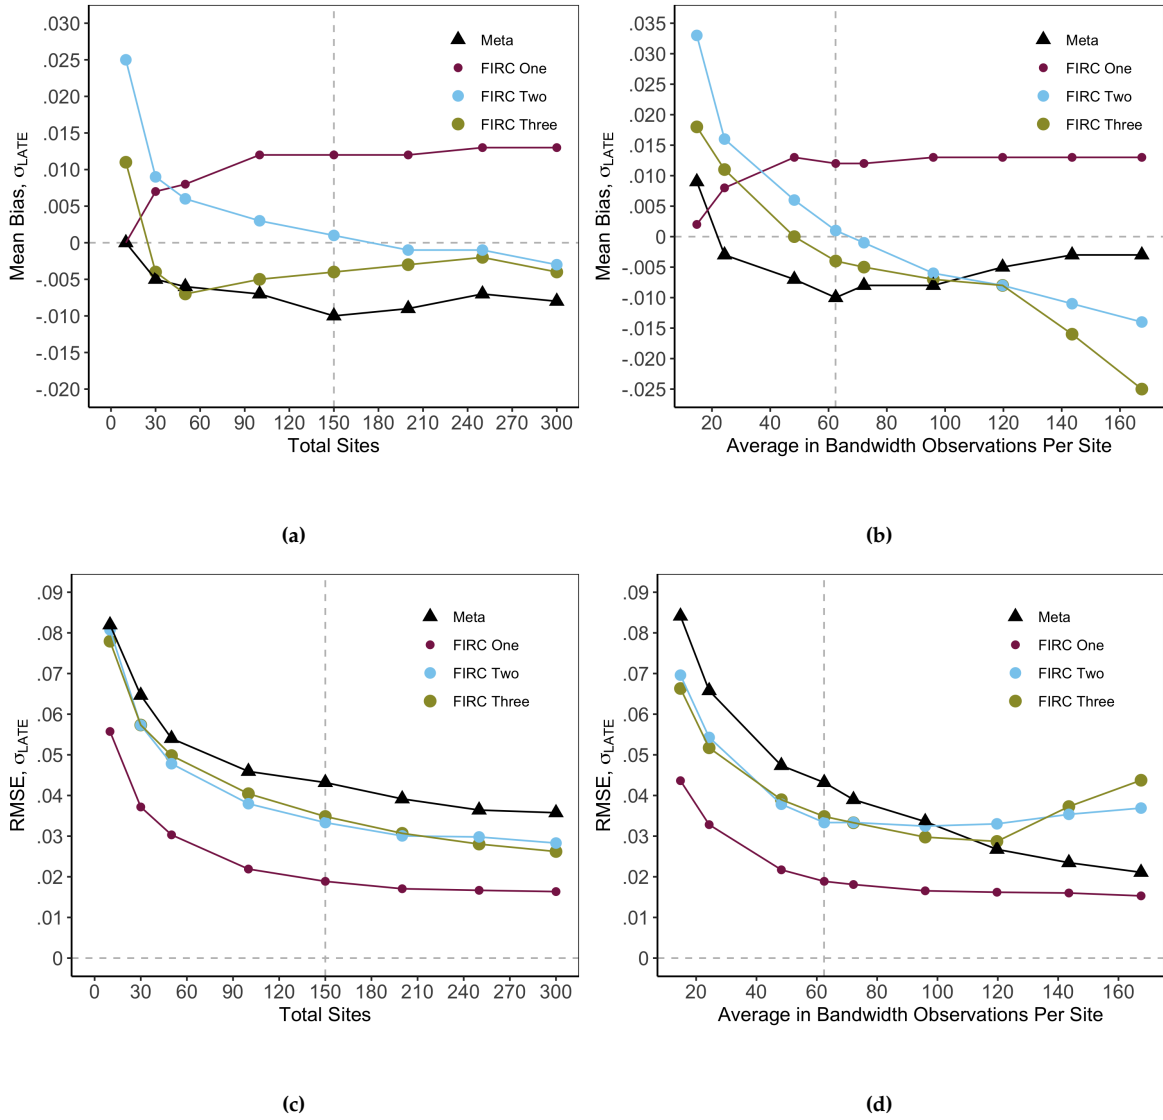 .030
.025
.020
.015
.010
.005
0
-.005
-.010
-.015
-.020
Mean Bias, σLATE
Meta
FIRC One
FIRC Two
FIRC Three
0 30 60 90 120 150 180 210 240 270 300
Total Sites
(a)
.035
.030
.025
.020
.015
.010
.005
0
-.005
-.010
-.015
-.020
-.025
Mean Bias, σLATE
Meta
FIRC One
FIRC Two
FIRC Three
20 40 60 80 100 120 140 160
Average in Bandwidth Observations Per Site
(b)
.09
.08
.07
.06
.05
.04
.03
.02
.01
0
RMSE, σLATE
Meta
FIRC One
FIRC Two
FIRC Three
0 30 60 90 120 150 180 210 240 270 300
Total Sites
(c)
.09
.08
.07
.06
.05
.04
.03
.02
.01
0
RMSE, σLATE
Meta
FIRC One
FIRC Two
FIRC Three
20 40 60 80 100 120 140 160
Average in Bandwidth Observations Per Site
(d)